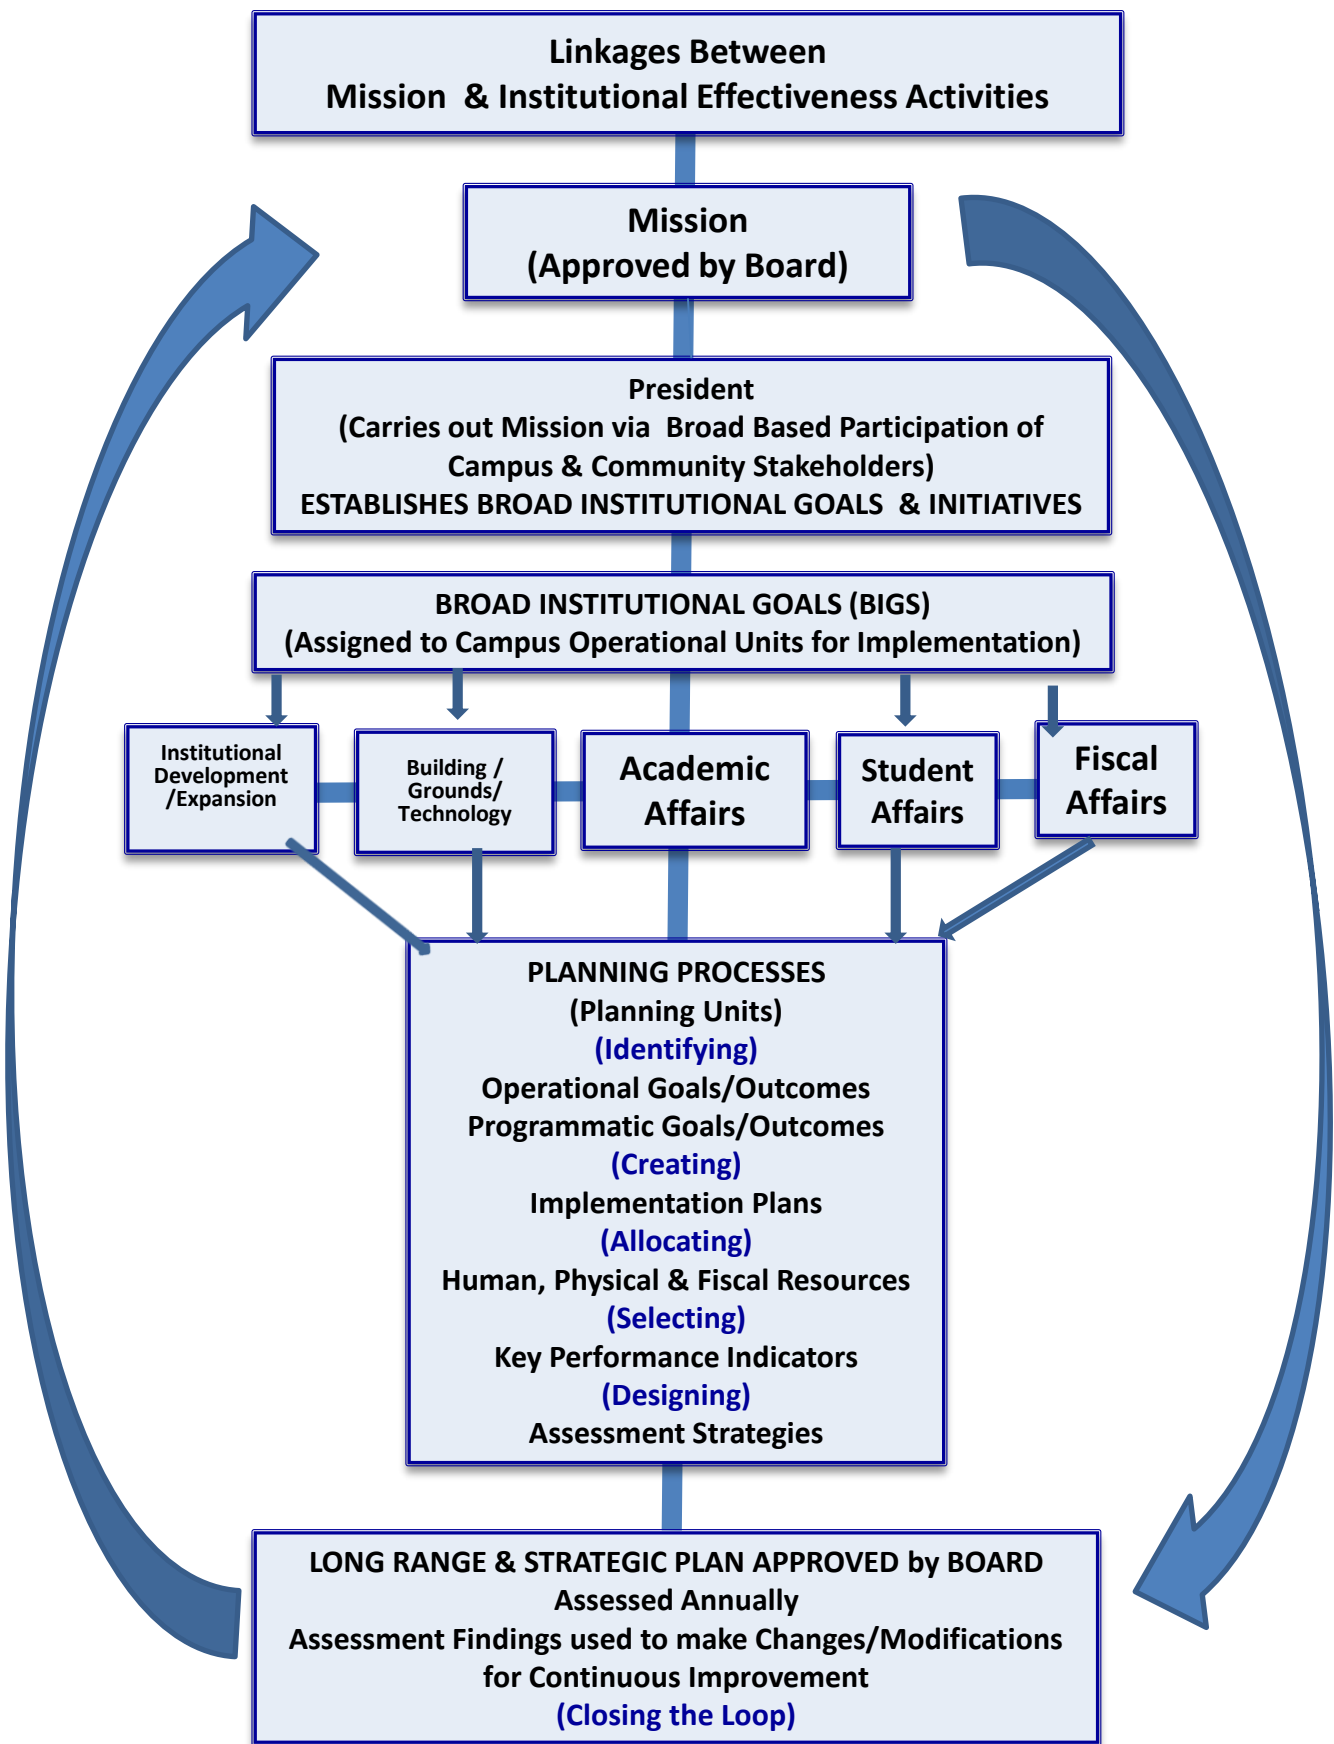 Linkages Between
Mission & Institutional Effectiveness Activities
Mission
(Approved by Board)
President
(Carries out Mission via Broad Based Participation of
Campus & Community Stakeholders)
ESTABLISHES BROAD INSTITUTIONAL GOALS & INITIATIVES
BROAD INSTITUTIONAL GOALS (BIGS)
(Assigned to Campus Operational Units for Implementation)
Institutional
Development
/Expansion
Building /
Grounds/
Technology
Academic
Affairs
Student
Affairs
Fiscal
Affairs
PLANNING PROCESSES
(Planning Units)
(Identifying)
Operational Goals/Outcomes
Programmatic Goals/Outcomes
(Creating)
Implementation Plans
(Allocating)
Human, Physical & Fiscal Resources
(Selecting)
Key Performance Indicators
(Designing)
Assessment Strategies
LONG RANGE & STRATEGIC PLAN APPROVED by BOARD
Assessed Annually
Assessment Findings used to make Changes/Modifications
for Continuous Improvement
(Closing the Loop)